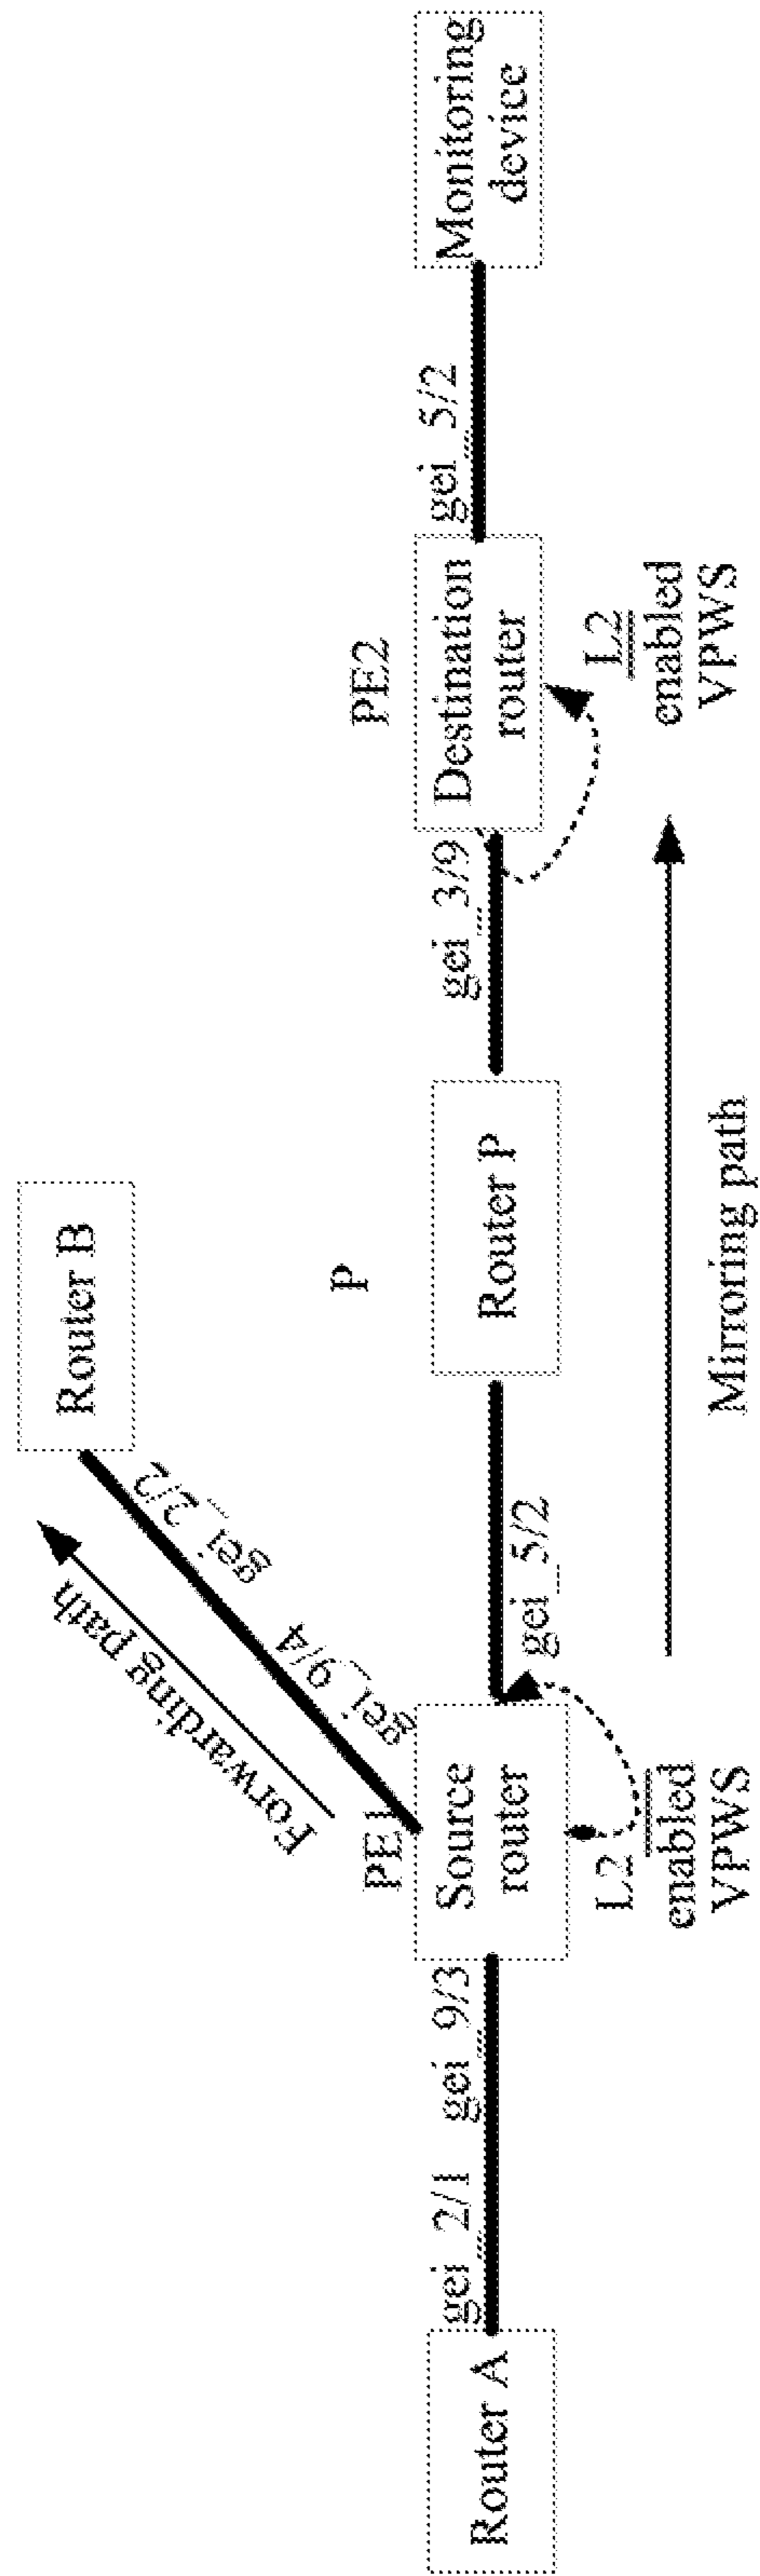 Router B
Forwarding path
gei_2/2
gei_9/4
PE1
P
PE2
Router A
gei_2/1
gei_9/3
Source
router
gei_5/2
Router P
gei_3/9
Destination
router
gei_5/2
Monitoring
device
L2
enabled
VPWS
L2
enabled
VPWS
Mirroring path